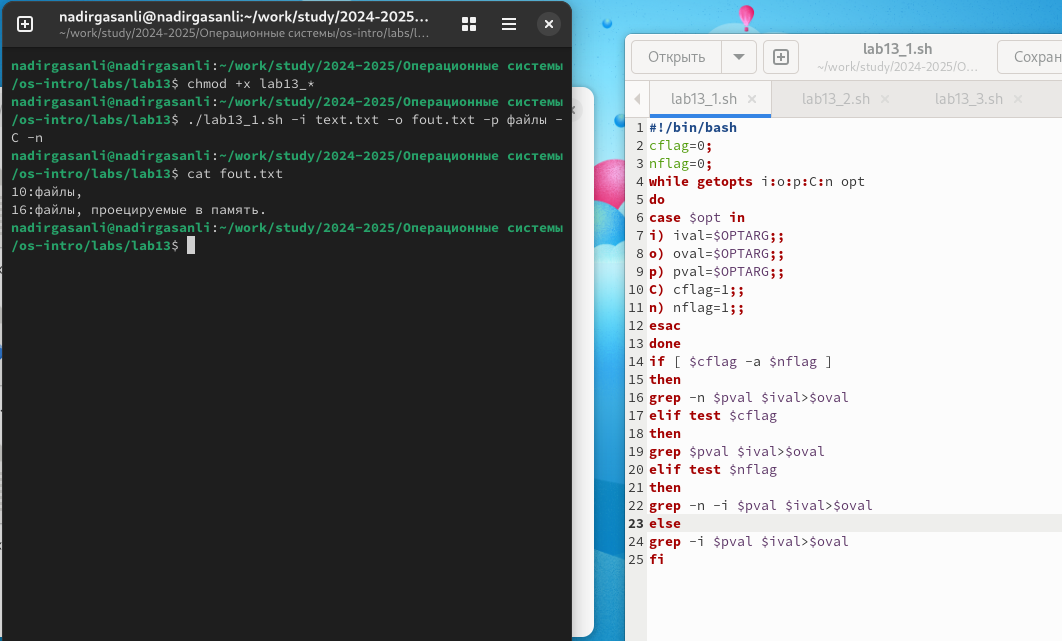 nadirgasanli@nadirgasanli:~/work/study/2024-2025...
~/work/study/2024-2025/Операционные системы/os-intro/labs/l...
nadirgasanli@nadirgasanli:~/work/study/2024-2025/Операционные системы
/os-intro/labs/lab13$ chmod +x lab13_*
nadirgasanli@nadirgasanli:~/work/study/2024-2025/Операционные системы
/os-intro/labs/lab13$ ./lab13_1.sh -i text.txt -o fout.txt -p файлы -
C -n
nadirgasanli@nadirgasanli:~/work/study/2024-2025/Операционные системы
/os-intro/labs/lab13$ cat fout.txt
10:файлы,
16:файлы, проецируемые в память.
nadirgasanli@nadirgasanli:~/work/study/2024-2025/Операционные системы
/os-intro/labs/lab13$
Открыть
lab13_1.sh
~/work/study/2024-2025/О...
Сохран
lab13_1.sh × lab13_2.sh × lab13_3.sh ×
1 #!/bin/bash
2 cflag=0;
3 nflag=0;
4 while getopts i:o:p:C:n opt
5 do
6 case $opt in
7 i) ival=$OPTARG;;
8 o) oval=$OPTARG;;
9 p) pval=$OPTARG;;
10 C) cflag=1;;
11 n) nflag=1;;
12 esac
13 done
14 if [ $cflag -a $nflag ]
15 then
16 grep -n $pval $ival>$oval
17 elif test $cflag
18 then
19 grep $pval $ival>$oval
20 elif test $nflag
21 then
22 grep -n -i $pval $ival>$oval
23 else
24 grep -i $pval $ival>$oval
25 fi